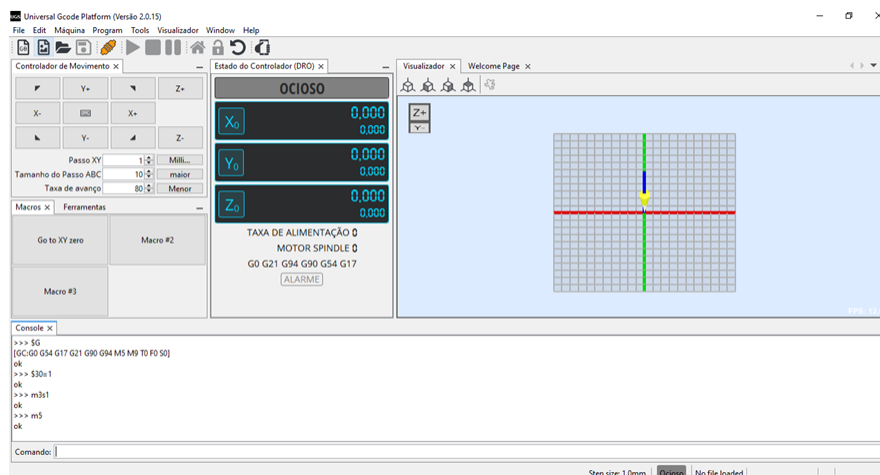 UGS Universal Gcode Platform (Versão 2.0.15)
File Edit Máquina Program Tools Visualizador Window Help
Controlador de Movimento
Y+ Z+
X- X+
Y- Z-
Passo XY 1 Milli...
Tamanho do Passo ABC 10 maior
Taxa de avanço 80 Menor
Macros Ferramentas
Go to XY zero Macro #2
Macro #3
Estado do Controlador (DRO)
OCIOSO
X0 0,000
0,000
Y0 0,000
0,000
Z0 0,000
0,000
TAXA DE ALIMENTAÇÃO 0
MOTOR SPINDLE 0
G0 G21 G94 G90 G54 G17
ALARME
Visualizador Welcome Page
Z+
Y-
Console
>>> $G
[GC:G0 G54 G17 G21 G90 G94 M5 M9 T0 F0 S0]
ok
>>> $30=1
ok
>>> m3s1
ok
>>> m5
ok
Comando:
Step size: 1.0mm Ocioso No file loaded